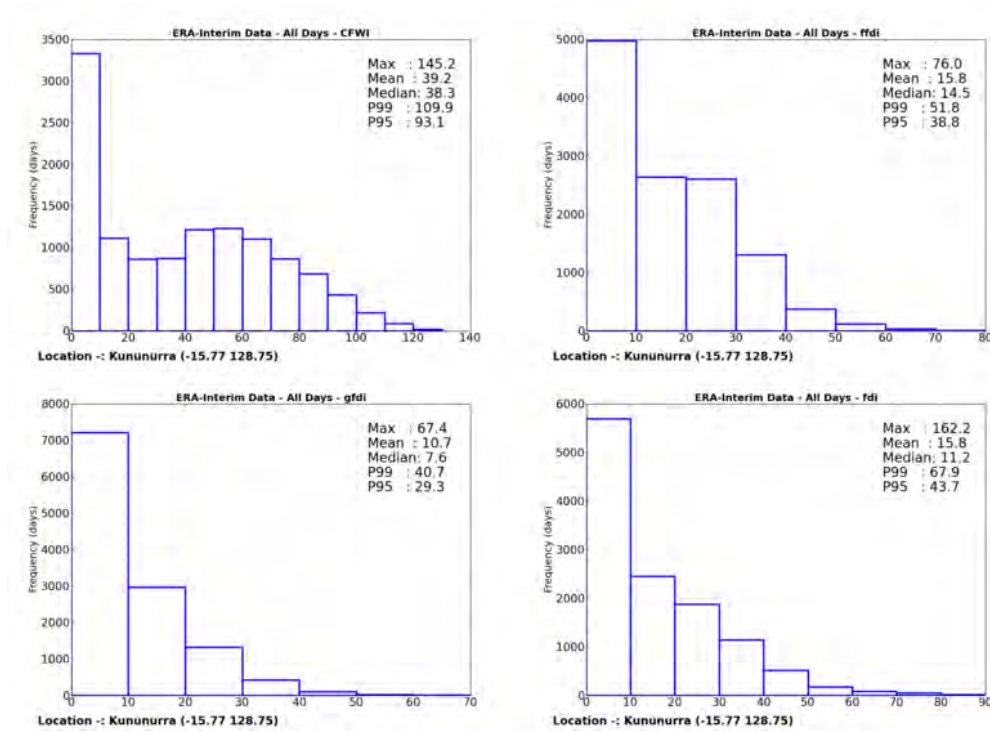 ERA-Interim Data - All Days - CFWI
3500
3000
2500
2000
1500
1000
500
0
Frequency (days)
Max : 145.2
Mean : 39.2
Median: 38.3
P99 : 109.9
P95 : 93.1
0 20 40 60 80 100 120 140
Location -: Kununurra (-15.77 128.75)
ERA-Interim Data - All Days - ffdi
5000
4000
3000
2000
1000
0
Frequency (days)
Max : 76.0
Mean : 15.8
Median: 14.5
P99 : 51.8
P95 : 38.8
0 10 20 30 40 50 60 70 80
Location -: Kununurra (-15.77 128.75)
ERA-Interim Data - All Days - gfdi
8000
7000
6000
5000
4000
3000
2000
1000
0
Frequency (days)
Max : 67.4
Mean : 10.7
Median: 7.6
P99 : 40.7
P95 : 29.3
0 10 20 30 40 50 60 70
Location -: Kununurra (-15.77 128.75)
ERA-Interim Data - All Days - fdi
6000
5000
4000
3000
2000
1000
0
Frequency (days)
Max : 162.2
Mean : 15.8
Median: 11.2
P99 : 67.9
P95 : 43.7
0 10 20 30 40 50 60 70 80 90
Location -: Kununurra (-15.77 128.75)